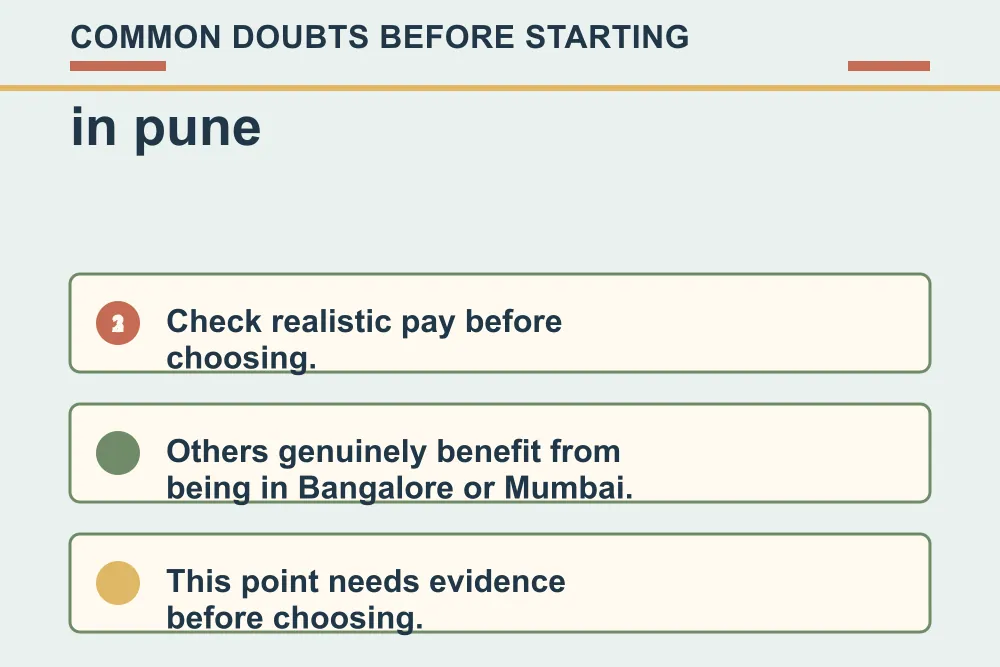 COMMON DOUBTS BEFORE STARTING
in pune
Check realistic pay before
choosing.
Others genuinely benefit from
being in Bangalore or Mumbai.
This point needs evidence
before choosing.